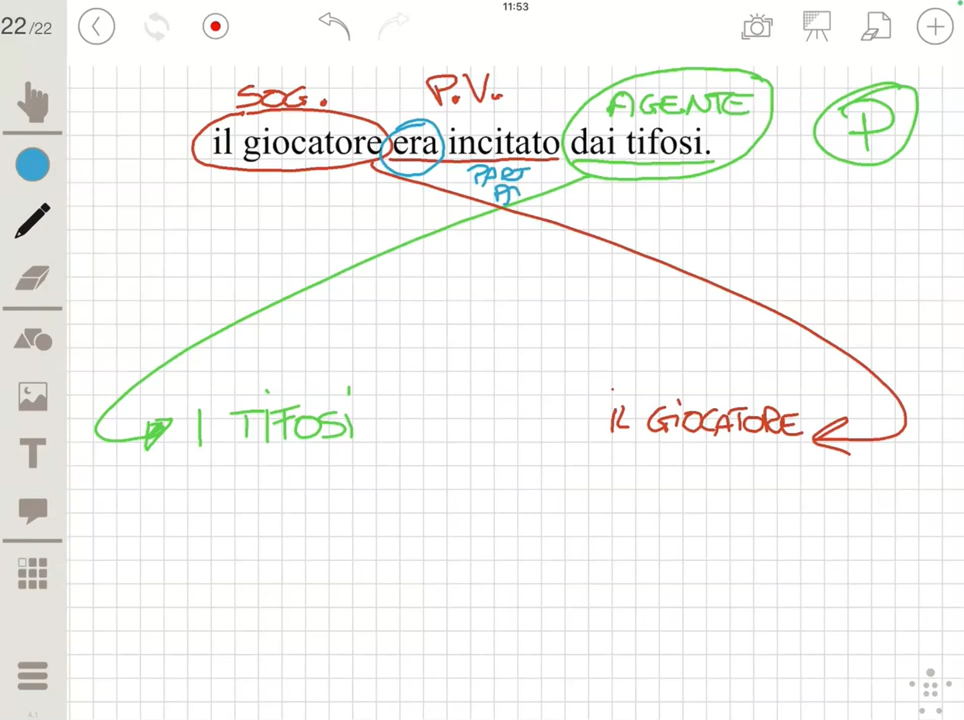 11:53
22/22
SOG. P.V. AGENTE P
il giocatore era incitato dai tifosi.
PART
I TIFOSI IL GIOCATORE
T